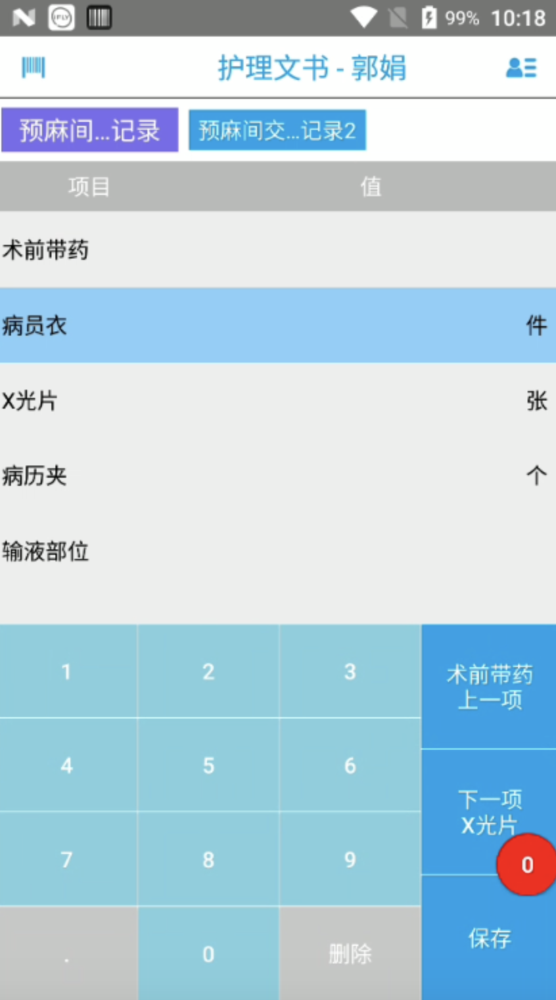 99% 10:18
护理文书 - 郭娟
预麻间...记录 预麻间交...记录2
项目 值
术前带药
病员衣 件
X光片 张
病历夹 个
输液部位
1 2 3
术前带药
上一项
4 5 6
下一项
X光片
7 8 9
0
. 0 删除
保存